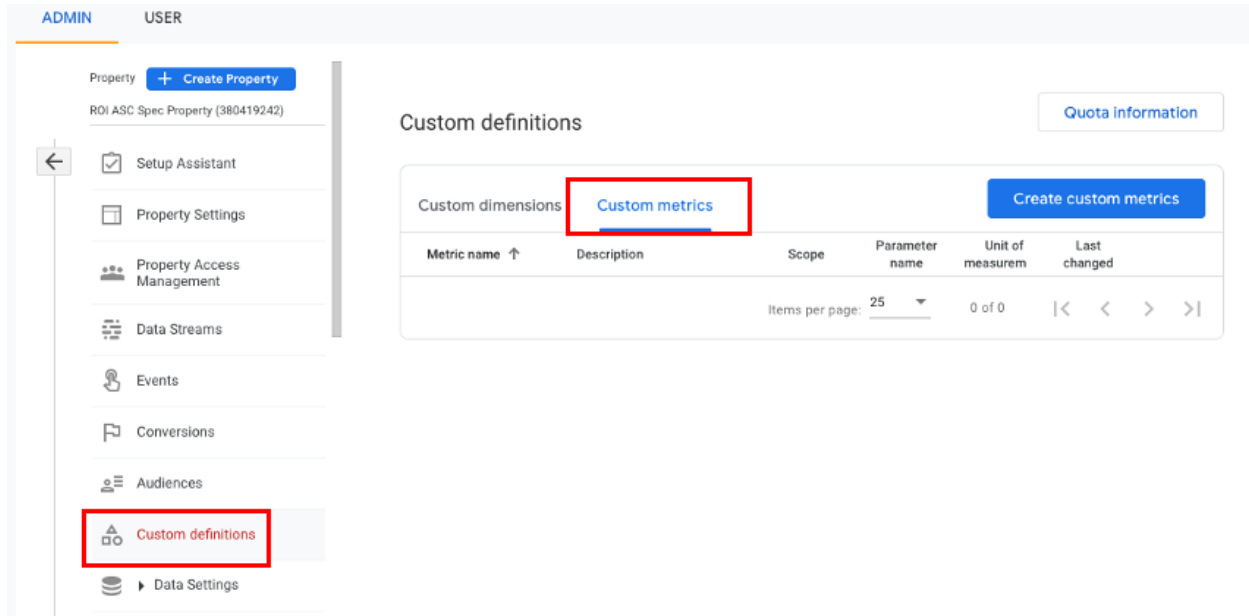 ADMIN USER
Property + Create Property
ROI ASC Spec Property (380419242)
Setup Assistant
Property Settings
Property Access
Management
Data Streams
Events
Conversions
Audiences
Custom definitions
Data Settings
Custom definitions
Quota information
Custom dimensions Custom metrics Create custom metrics
Metric name ↑ Description Scope Parameter name Unit of measurem Last changed
Items per page: 25 0 of 0